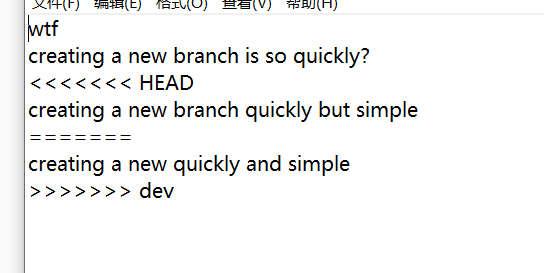 文件(F) 编辑(E) 格式(O) 查看(V) 帮助(H)
wtf
creating a new branch is so quickly?
<<<<<<< HEAD
creating a new branch quickly but simple
=======
creating a new quickly and simple
>>>>>>> dev